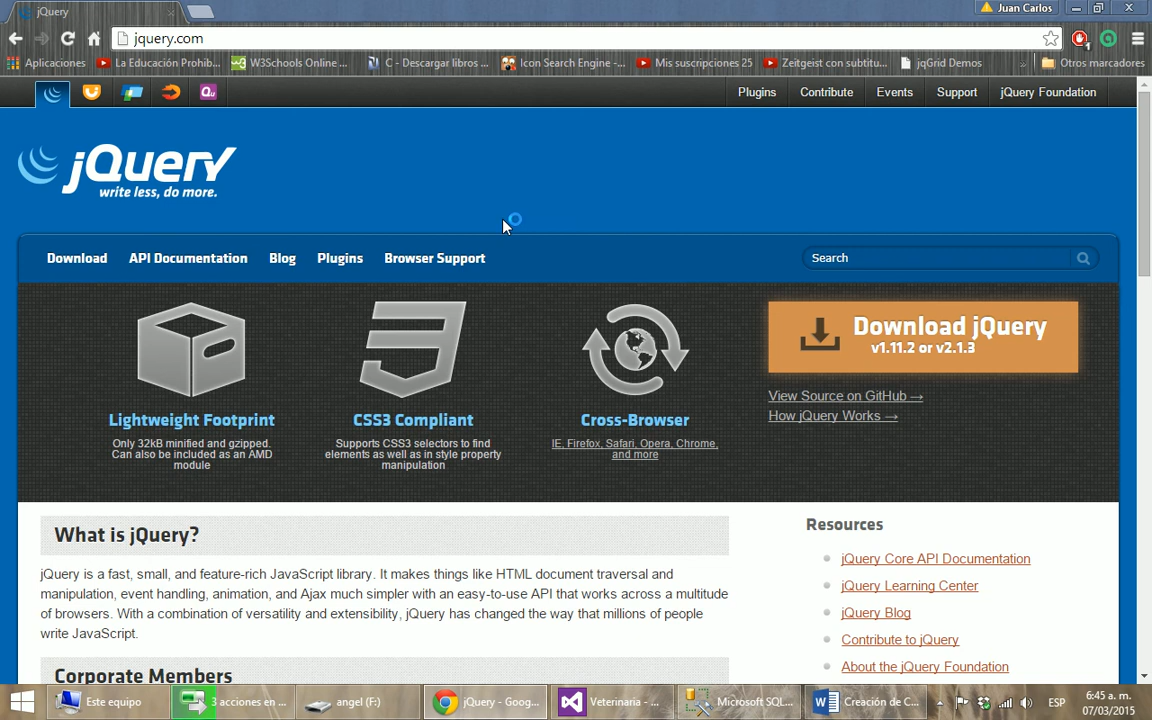 jQuery
Juan Carlos
jquery.com
1
Aplicaciones
La Educación Prohib...
W3Schools Online ...
C - Descargar libros ...
Icon Search Engine -...
Mis suscripciones 25
Zeitgeist con subtitu...
jqGrid Demos
»
Otros marcadores
Plugins
Contribute
Events
Support
jQuery Foundation
jQuery
write less, do more.
Download
API Documentation
Blog
Plugins
Browser Support
Search
Lightweight Footprint
Only 32kB minified and gzipped.
Can also be included as an AMD
module
CSS3 Compliant
Supports CSS3 selectors to find
elements as well as in style property
manipulation
Cross-Browser
IE, Firefox, Safari, Opera, Chrome,
and more
Download jQuery
v1.11.2 or v2.1.3
View Source on GitHub →
How jQuery Works →
What is jQuery?
jQuery is a fast, small, and feature-rich JavaScript library. It makes things like HTML document traversal and
manipulation, event handling, animation, and Ajax much simpler with an easy-to-use API that works across a multitude
of browsers. With a combination of versatility and extensibility, jQuery has changed the way that millions of people
write JavaScript.
Corporate Members
Resources
jQuery Core API Documentation
jQuery Learning Center
jQuery Blog
Contribute to jQuery
About the jQuery Foundation
Este equipo
3 acciones en ...
angel (F:)
jQuery - Goog...
Veterinaria - ...
Microsoft SQL...
Creación de C...
ESP
6:45 a. m.
07/03/2015